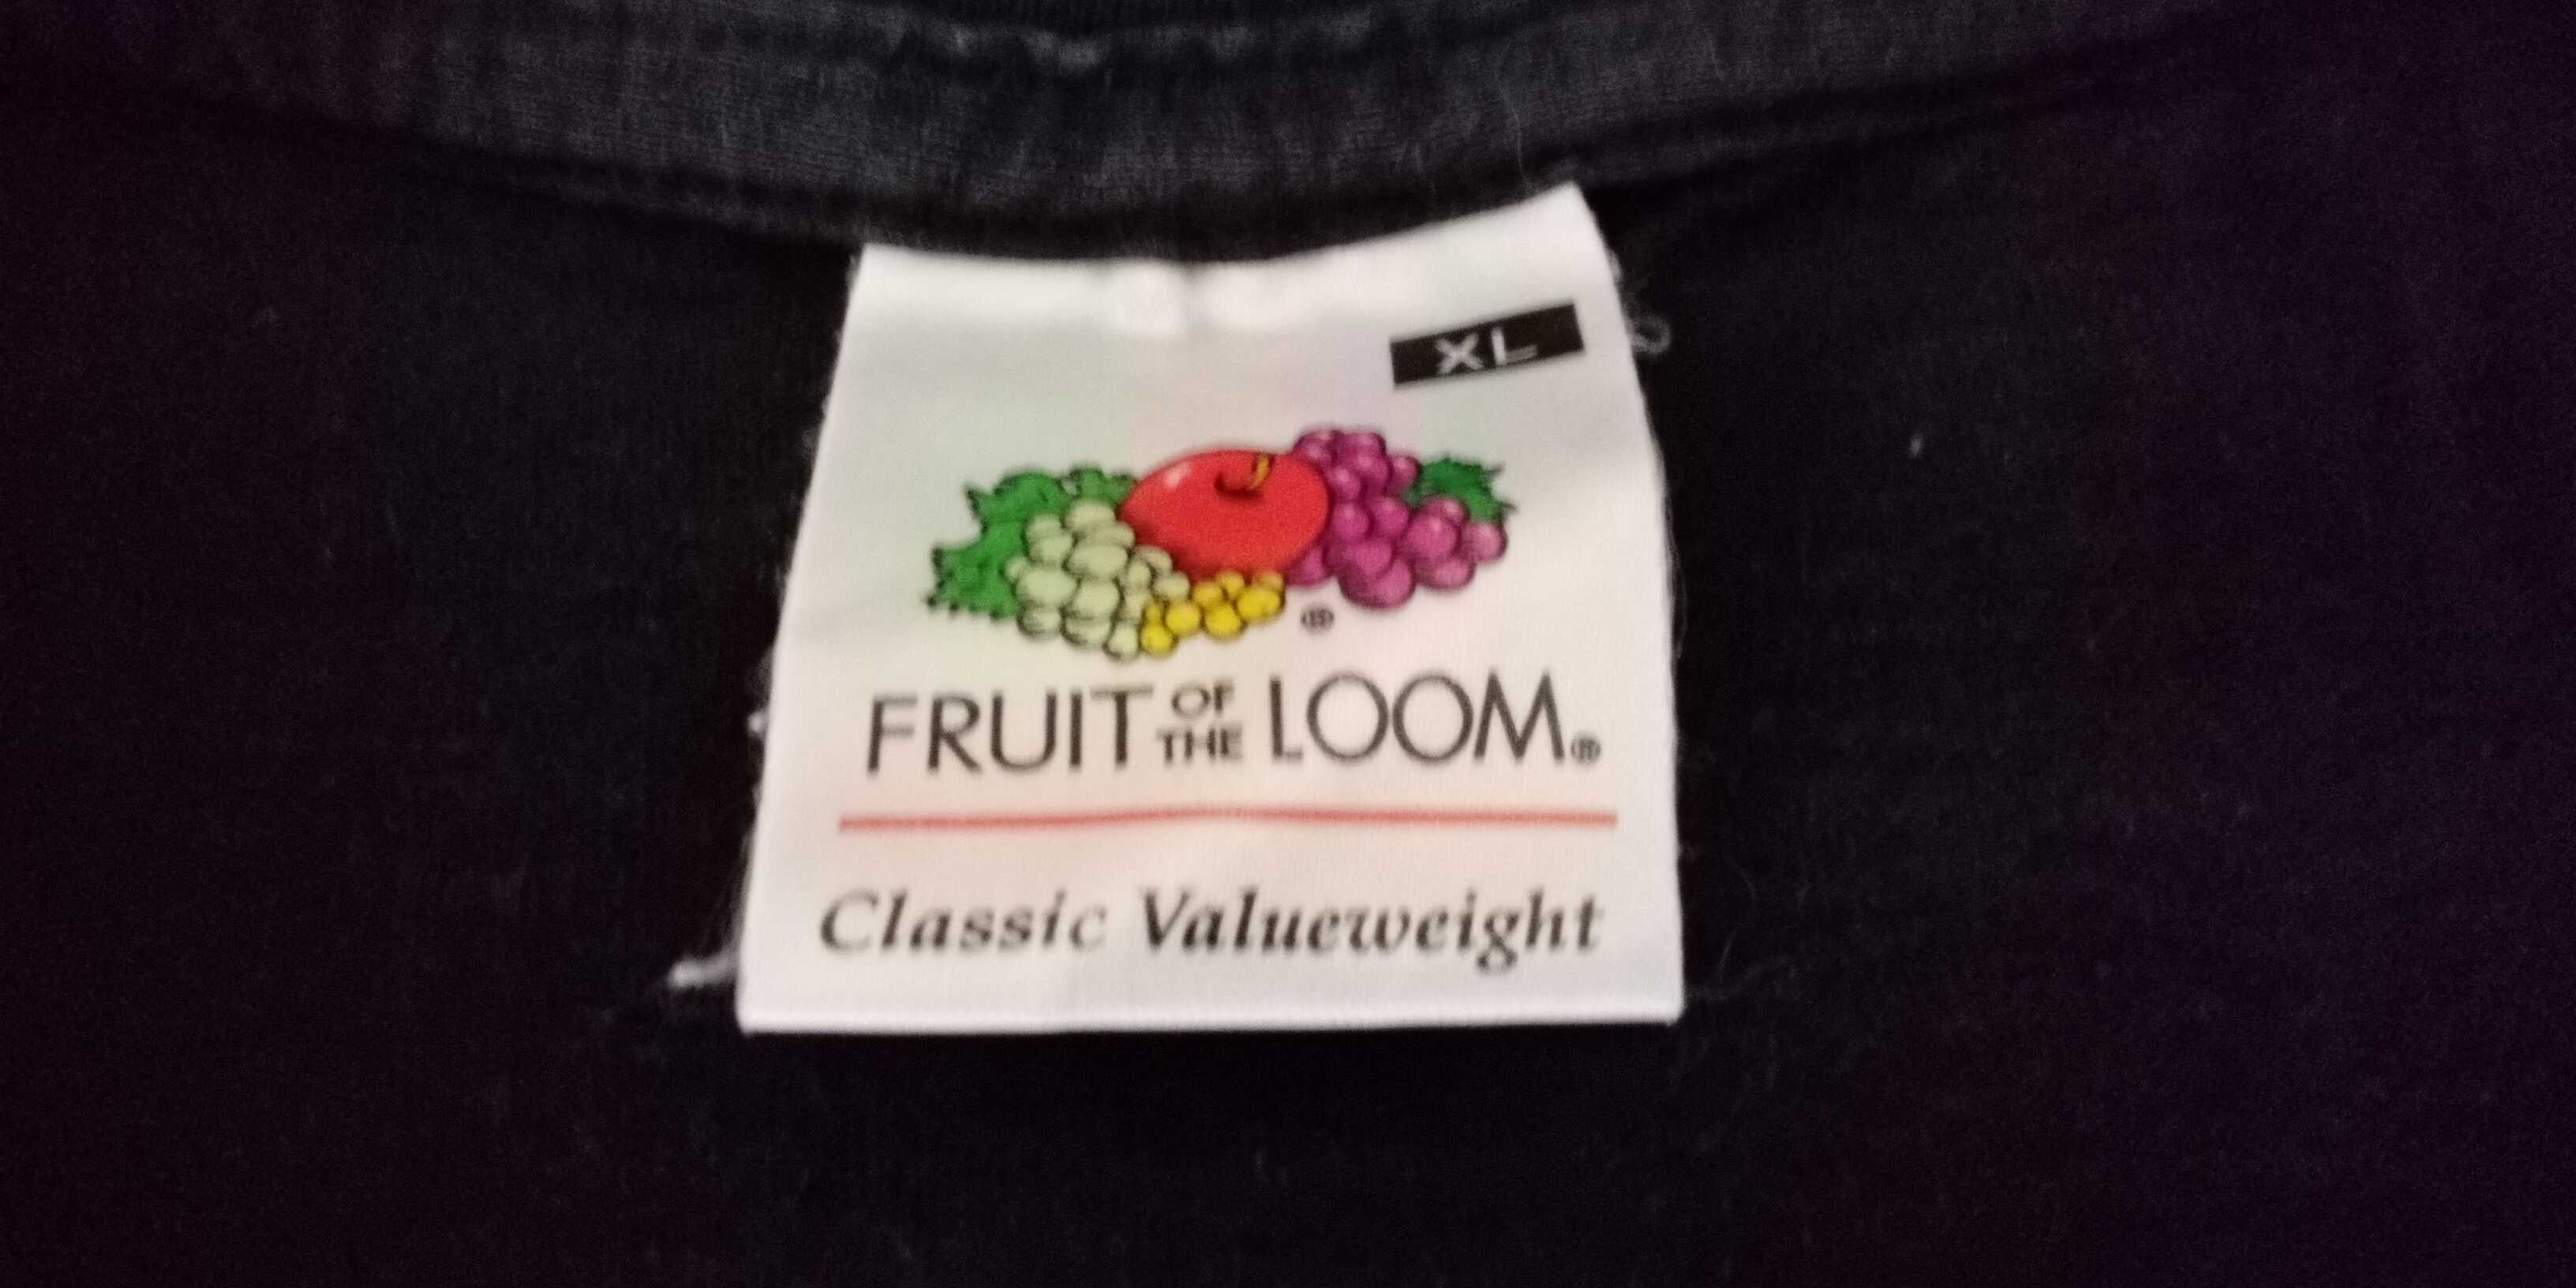 XL
®
FRUIT OF THE LOOM®
Classic Valueweight